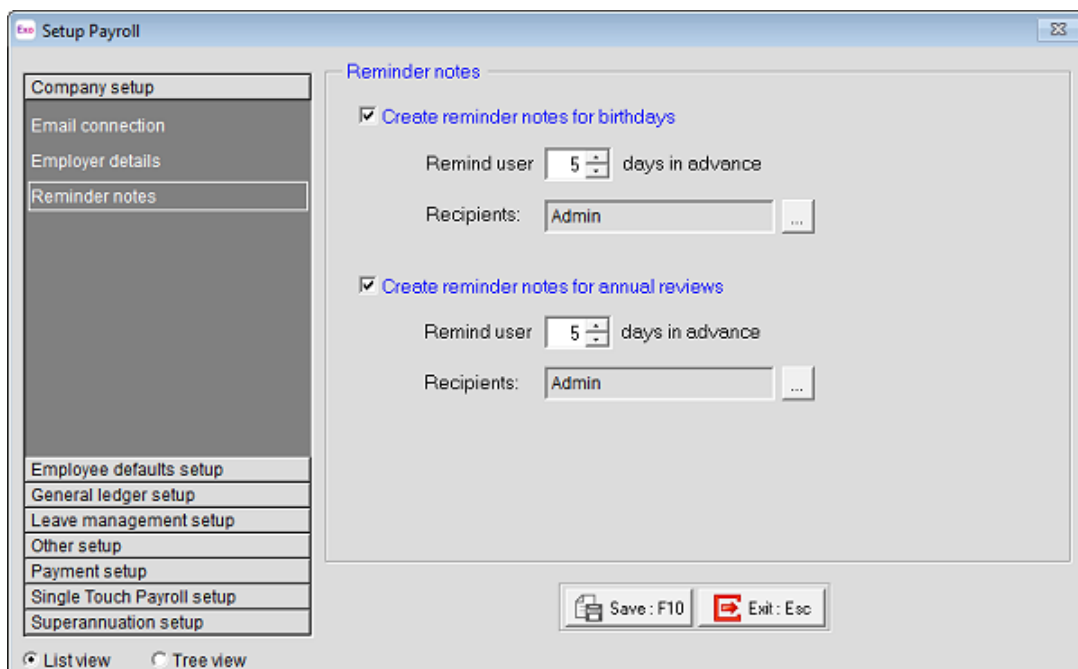 Exo Setup Payroll
Company setup
Email connection
Employer details
Reminder notes
Employee defaults setup
General ledger setup
Leave management setup
Other setup
Payment setup
Single Touch Payroll setup
Superannuation setup
List view Tree view
Reminder notes
Create reminder notes for birthdays
Remind user 5 days in advance
Recipients: Admin ...
Create reminder notes for annual reviews
Remind user 5 days in advance
Recipients: Admin ...
Save : F10 Exit : Esc